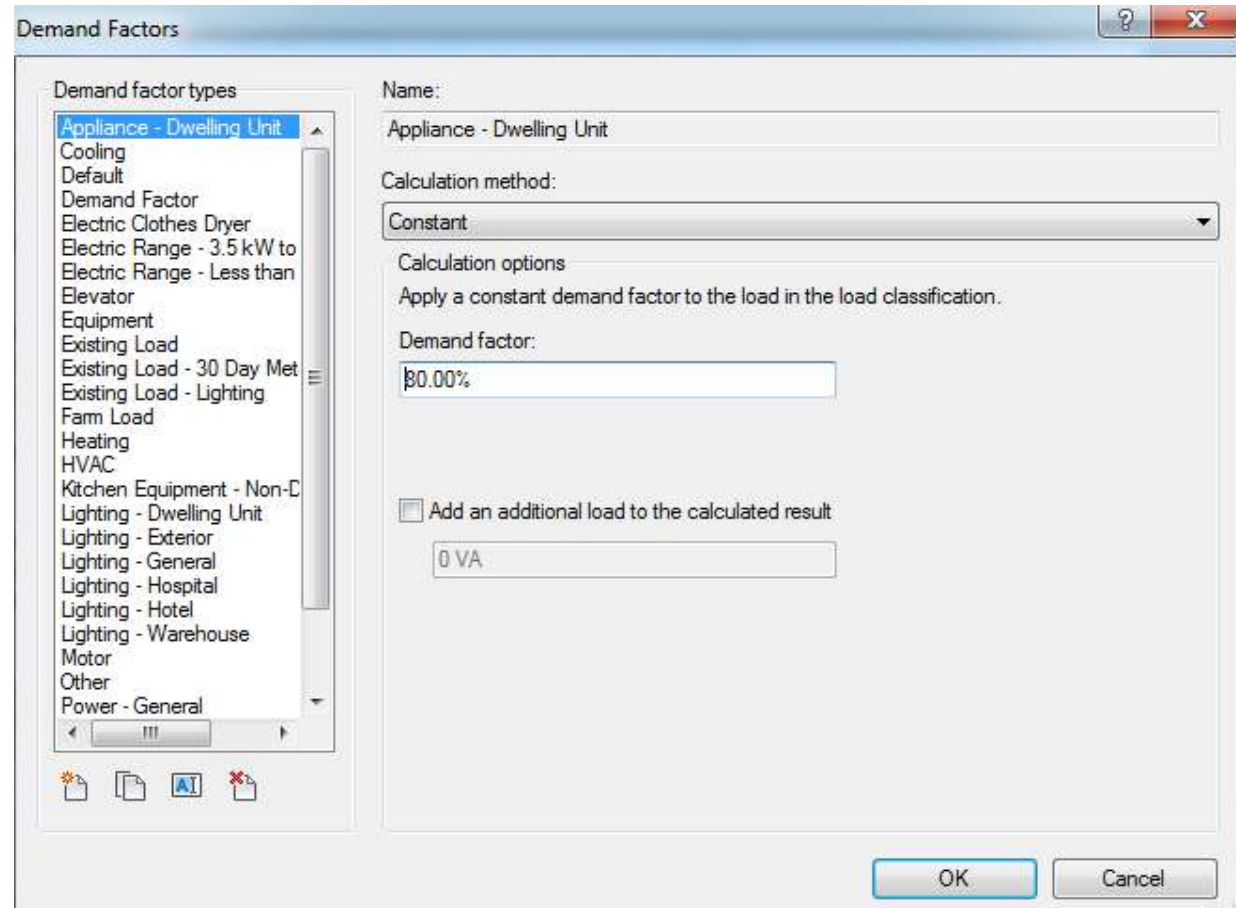 Demand Factors
Demand factor types
Appliance - Dwelling Unit
Cooling
Default
Demand Factor
Electric Clothes Dryer
Electric Range - 3.5 kW to
Electric Range - Less than
Elevator
Equipment
Existing Load
Existing Load - 30 Day Met
Existing Load - Lighting
Farm Load
Heating
HVAC
Kitchen Equipment - Non-D
Lighting - Dwelling Unit
Lighting - Exterior
Lighting - General
Lighting - Hospital
Lighting - Hotel
Lighting - Warehouse
Motor
Other
Power - General
Name:
Appliance - Dwelling Unit
Calculation method:
Constant
Calculation options
Apply a constant demand factor to the load in the load classification.
Demand factor:
80.00%
Add an additional load to the calculated result
0 VA
OK
Cancel